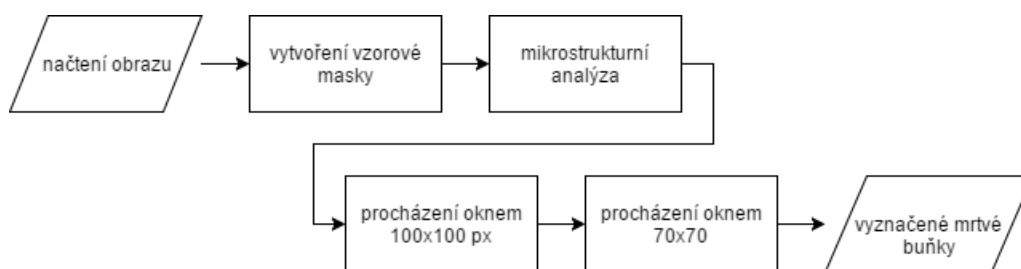 načtení obrazu
vytvoření vzorové
masky
mikrostrukturní
analýza
procházení oknem
100x100 px
procházení oknem
70x70
vyznačené mrtvé
buňky